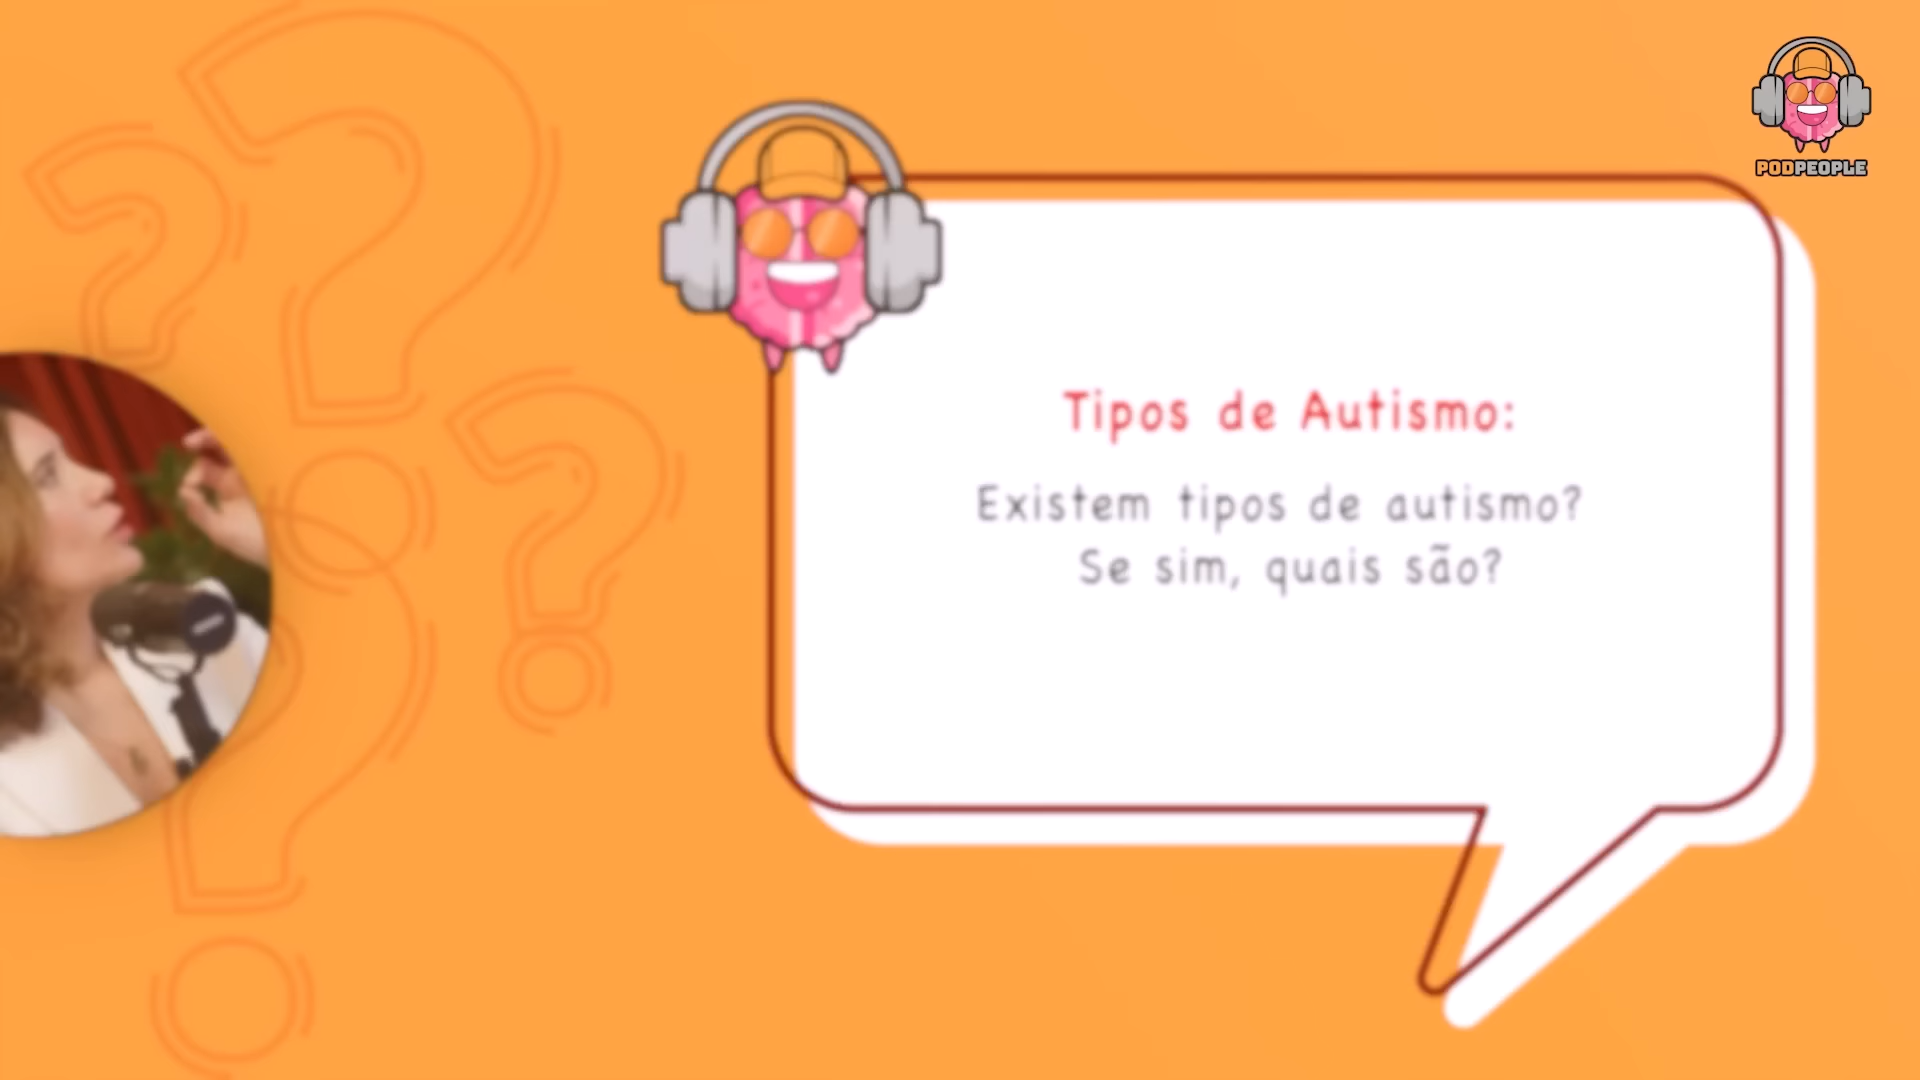 PODPEOPLE
Tipos de Autismo:
Existem tipos de autismo?
Se sim, quais são?